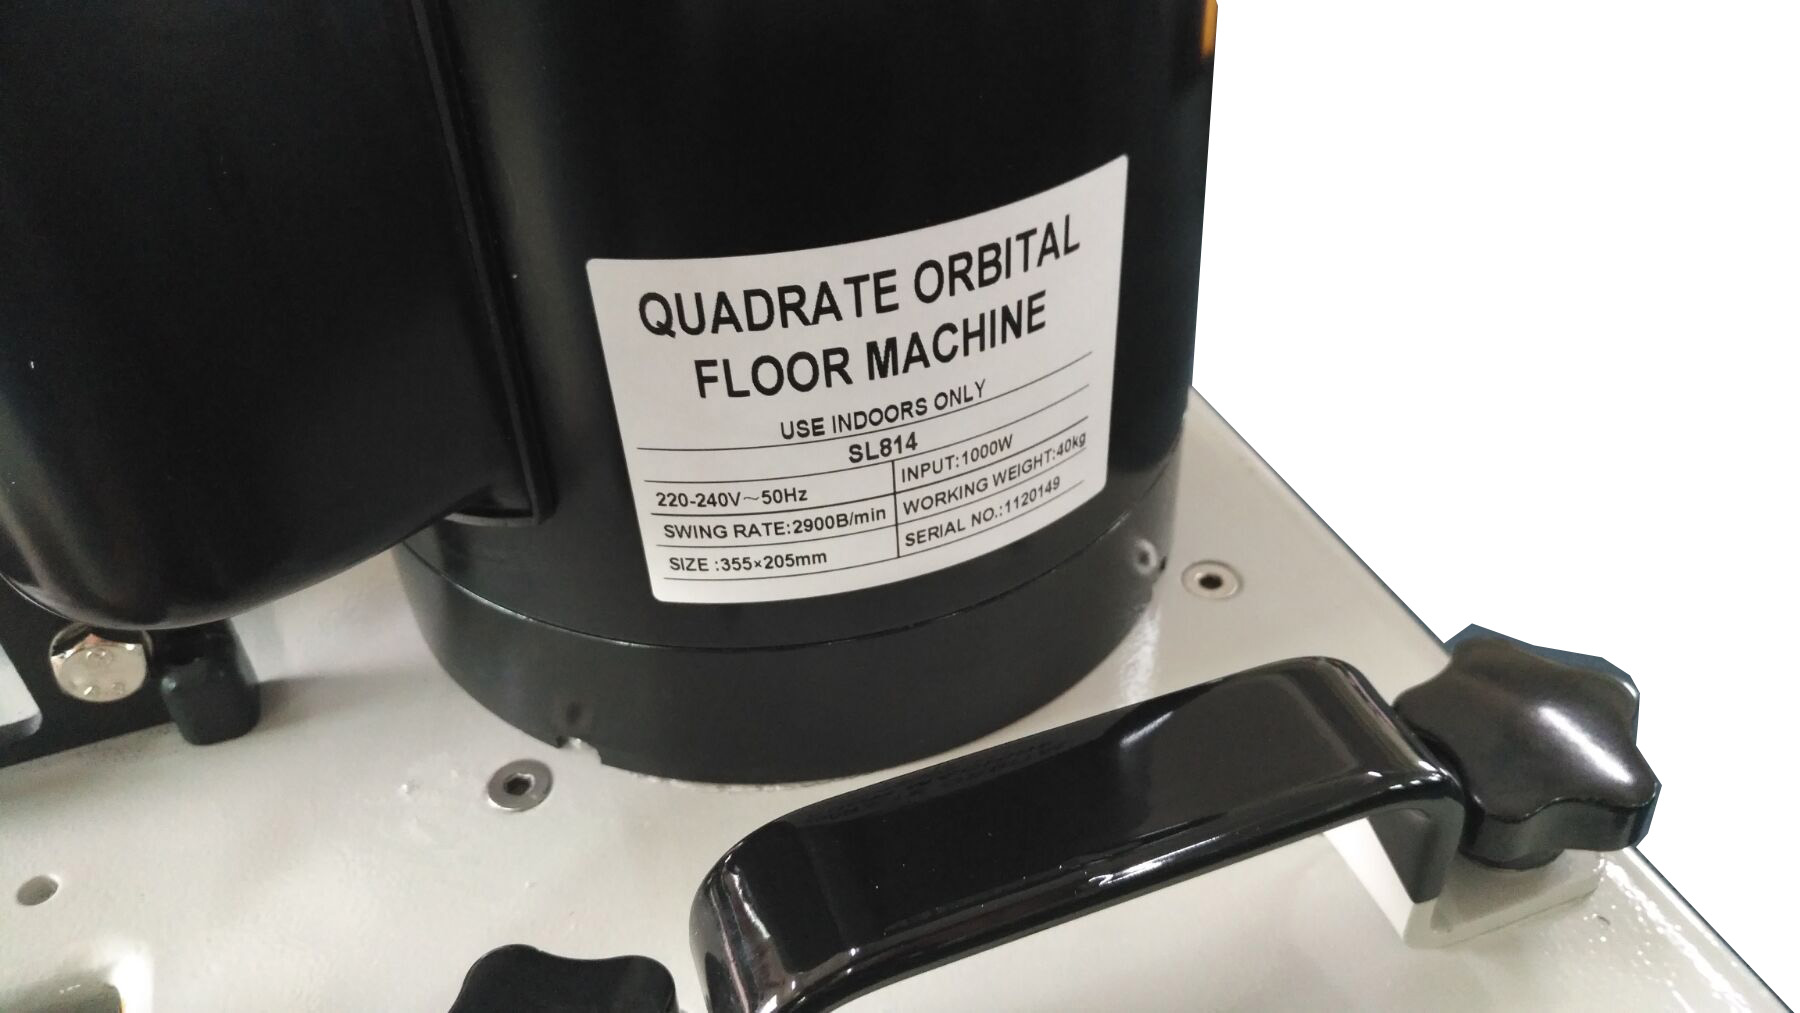 QUADRATE ORBITAL
FLOOR MACHINE
USE INDOORS ONLY
SL814
220-240V～50Hz
INPUT:1000W
SWING RATE:2900B/min
WORKING WEIGHT:40kg
SIZE :355×205mm
SERIAL NO.:1120149